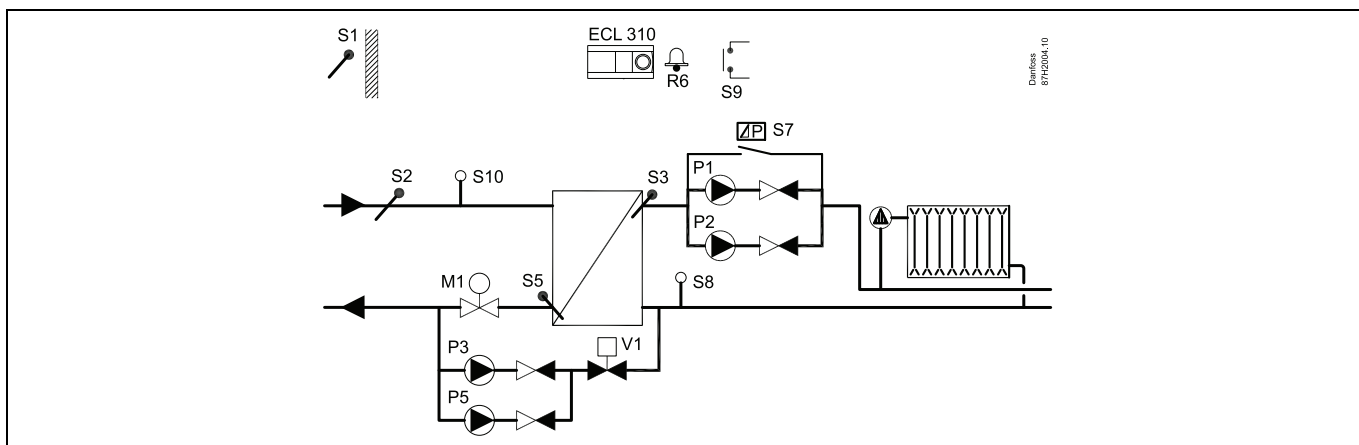 S1
ECL 310
R6
S9
Danfoss
87H2004.10
P S7
S2
S10
S3
P1
P2
M1
S5
S8
P3
V1
P5